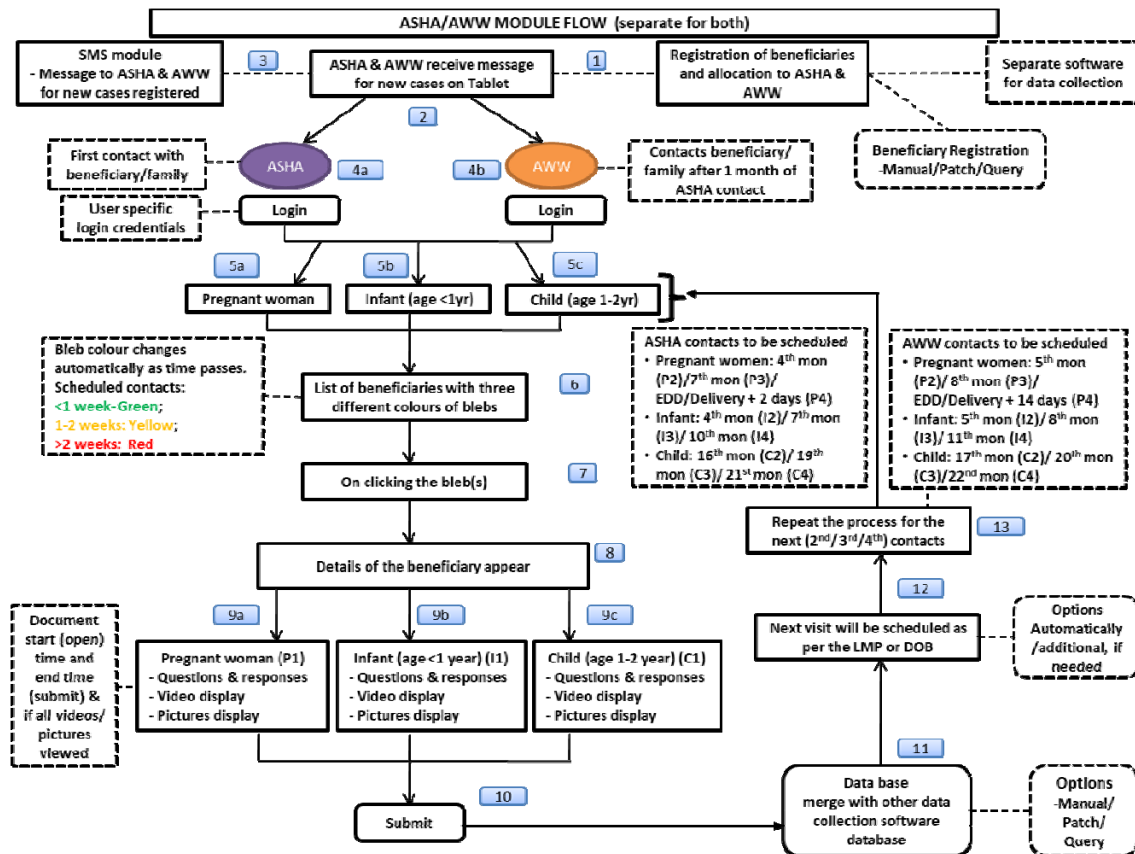 ASHA/AWW MODULE FLOW (separate for both)
SMS module
- Message to ASHA & AWW
for new cases registered
3
ASHA & AWW receive message
for new cases on Tablet
1
Registration of beneficiaries
and allocation to ASHA &
AWW
Separate software
for data collection
2
Beneficiary Registration
-Manual/Patch/Query
First contact with
beneficiary/family
ASHA
4a
4b
AWW
Contacts beneficiary/
family after 1 month of
ASHA contact
User specific
login credentials
Login
Login
5a
5b
5c
Pregnant woman
Infant (age <1yr)
Child (age 1-2yr)
Bleb colour changes
automatically as time passes.
Scheduled contacts:
<1 week-Green;
1-2 weeks: Yellow;
>2 weeks: Red
List of beneficiaries with three
different colours of blebs
6
ASHA contacts to be scheduled
• Pregnant women: 4th mon
(P2)/7th mon (P3)/
EDD/Delivery + 2 days (P4)
• Infant: 4th mon (I2)/ 7th mon
(I3)/ 10th mon (I4)
• Child: 16th mon (C2)/ 19th
mon (C3)/ 21st mon (C4)
AWW contacts to be scheduled
• Pregnant women: 5th mon
(P2)/ 8th mon (P3)/
EDD/Delivery + 14 days (P4)
• Infant: 5th mon (I2)/ 8th mon
(I3)/ 11th mon (I4)
• Child: 17th mon (C2)/ 20th mon
(C3)/22nd mon (C4)
On clicking the bleb(s)
7
Repeat the process for the
next (2nd/3rd/4th) contacts
13
Details of the beneficiary appear
8
12
9a
9b
9c
Document
start (open)
time and
end time
(submit) &
if all videos/
pictures
viewed
Pregnant woman (P1)
- Questions & responses
- Video display
- Pictures display
Infant (age <1 year) (I1)
- Questions & responses
- Video display
- Pictures display
Child (age 1-2 year) (C1)
- Questions & responses
- Video display
- Pictures display
Next visit will be scheduled as
per the LMP or DOB
Options
Automatically
/additional, if
needed
11
10
Submit
Data base
merge with other data
collection software
database
Options
-Manual/
Patch/
Query